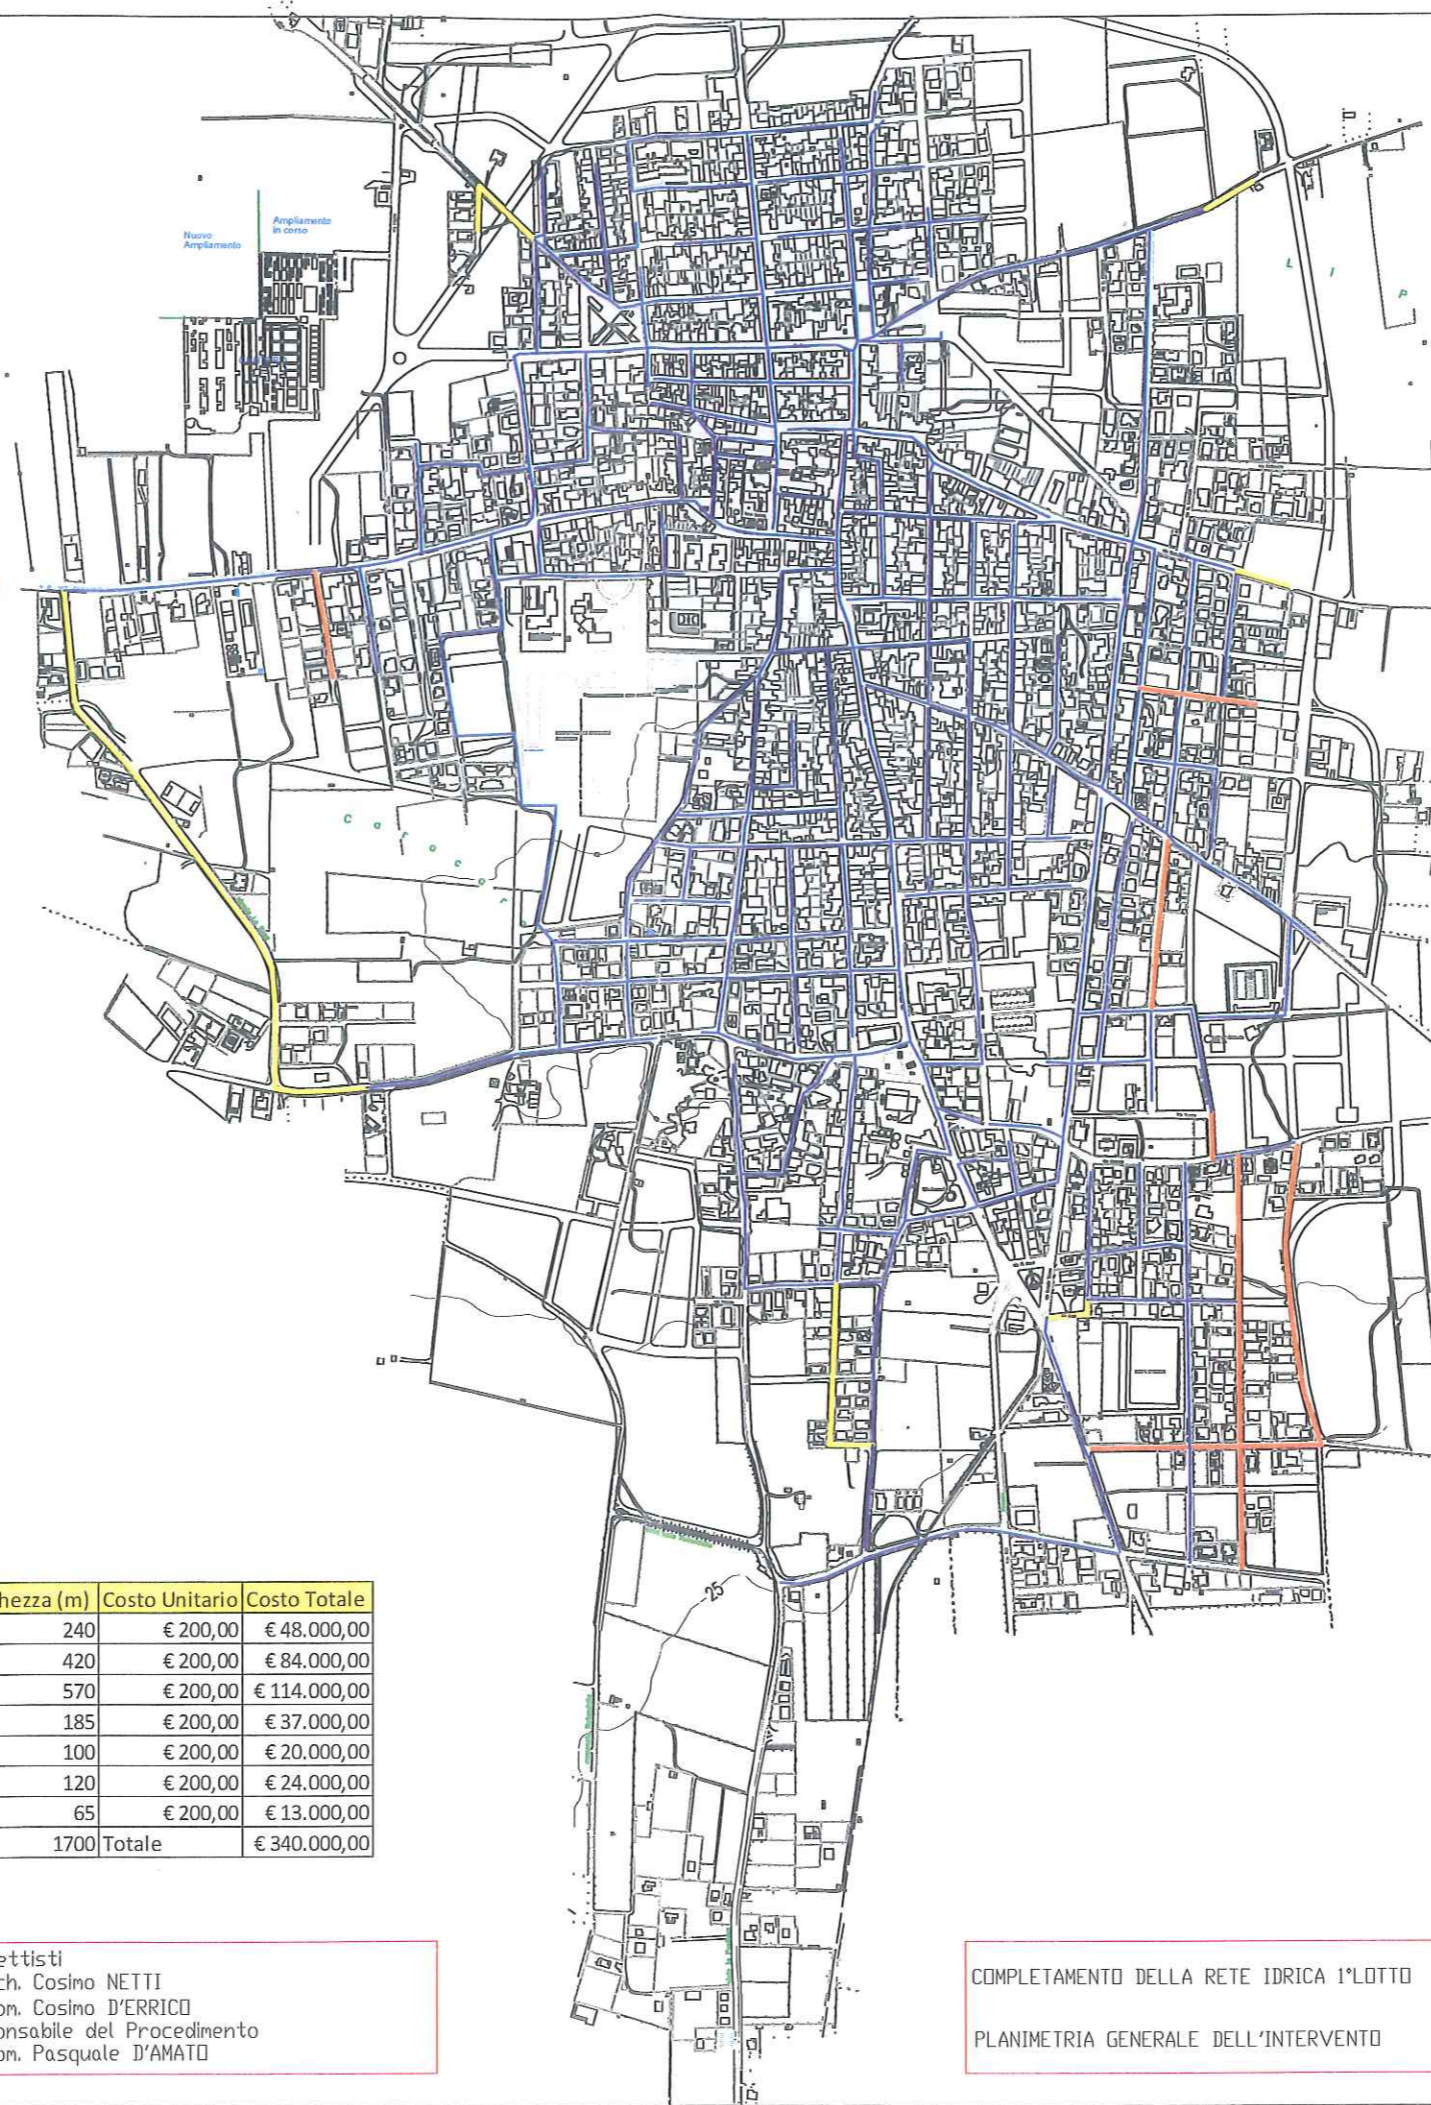 Ampliamento
in corso
Nuovo
Ampliamento
L I P
C a r o c
25
hezza (m) Costo Unitario Costo Totale
240 € 200,00 € 48.000,00
420 € 200,00 € 84.000,00
570 € 200,00 € 114.000,00
185 € 200,00 € 37.000,00
100 € 200,00 € 20.000,00
120 € 200,00 € 24.000,00
65 € 200,00 € 13.000,00
1700 Totale € 340.000,00
ettisti
ch. Cosimo NETTI
om. Cosimo D'ERRICO
onsabile del Procedimento
om. Pasquale D'AMATO
COMPLETAMENTO DELLA RETE IDRICA 1°LOTTO
PLANIMETRIA GENERALE DELL'INTERVENTO